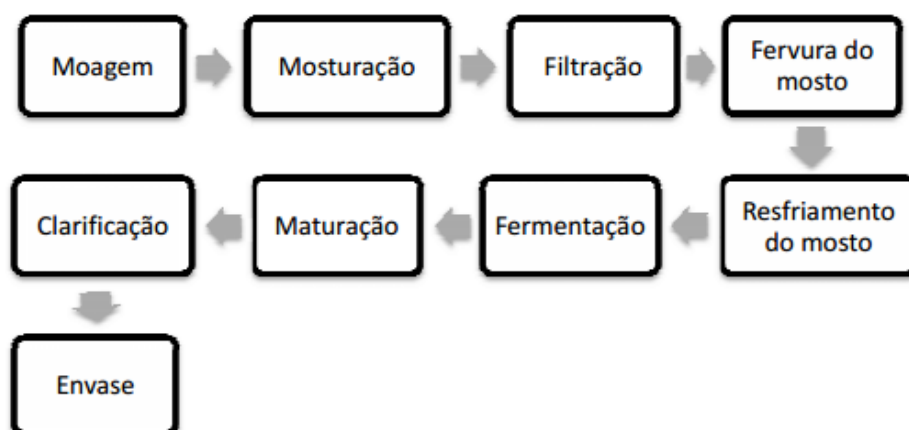 Moagem
Mosturação
Filtração
Fervura do
mosto
Resfriamento
do mosto
Fermentação
Maturação
Clarificação
Envase